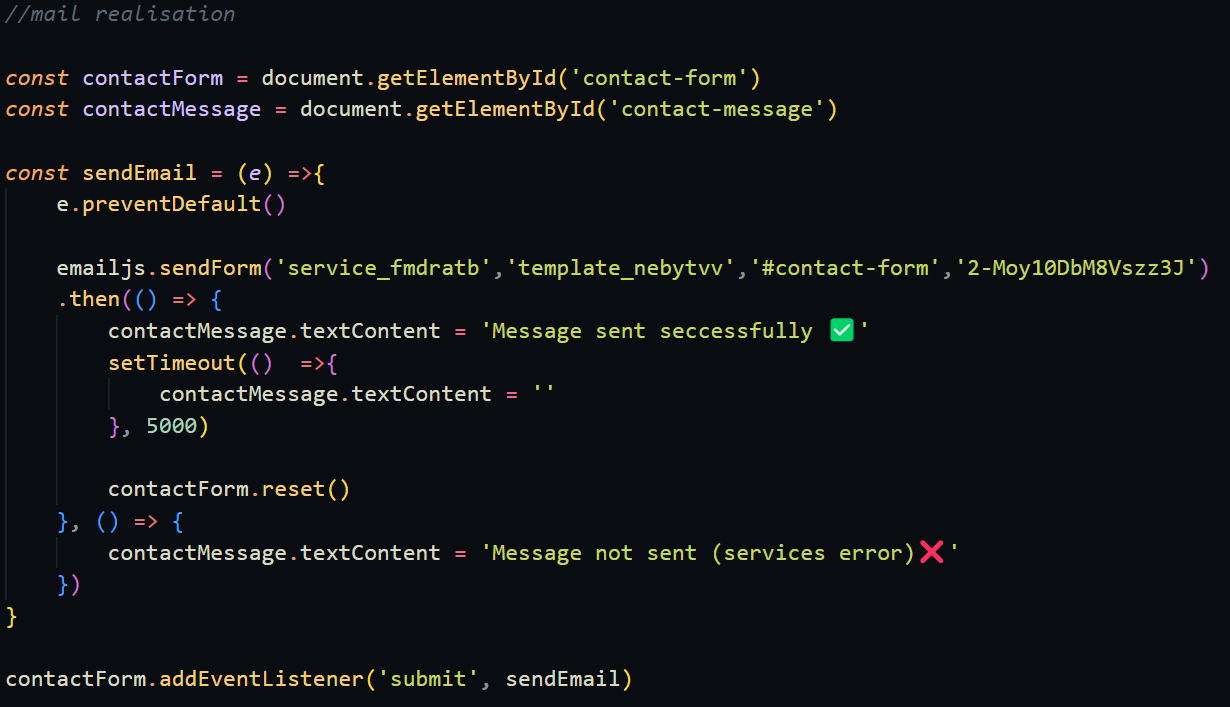 //mail realisation
const contactForm = document.getElementById('contact-form')
const contactMessage = document.getElementById('contact-message')
const sendEmail = (e) =>{
e.preventDefault()
emailjs.sendForm('service_fmdratb','template_nebytvv','#contact-form','2-Moy10DbM8Vszz3J')
.then(() => {
contactMessage.textContent = 'Message sent seccessfully ✅'
setTimeout(()  =>{
contactMessage.textContent = ''
}, 5000)
contactForm.reset()
}, () => {
contactMessage.textContent = 'Message not sent (services error)❌'
})
}
contactForm.addEventListener('submit', sendEmail)